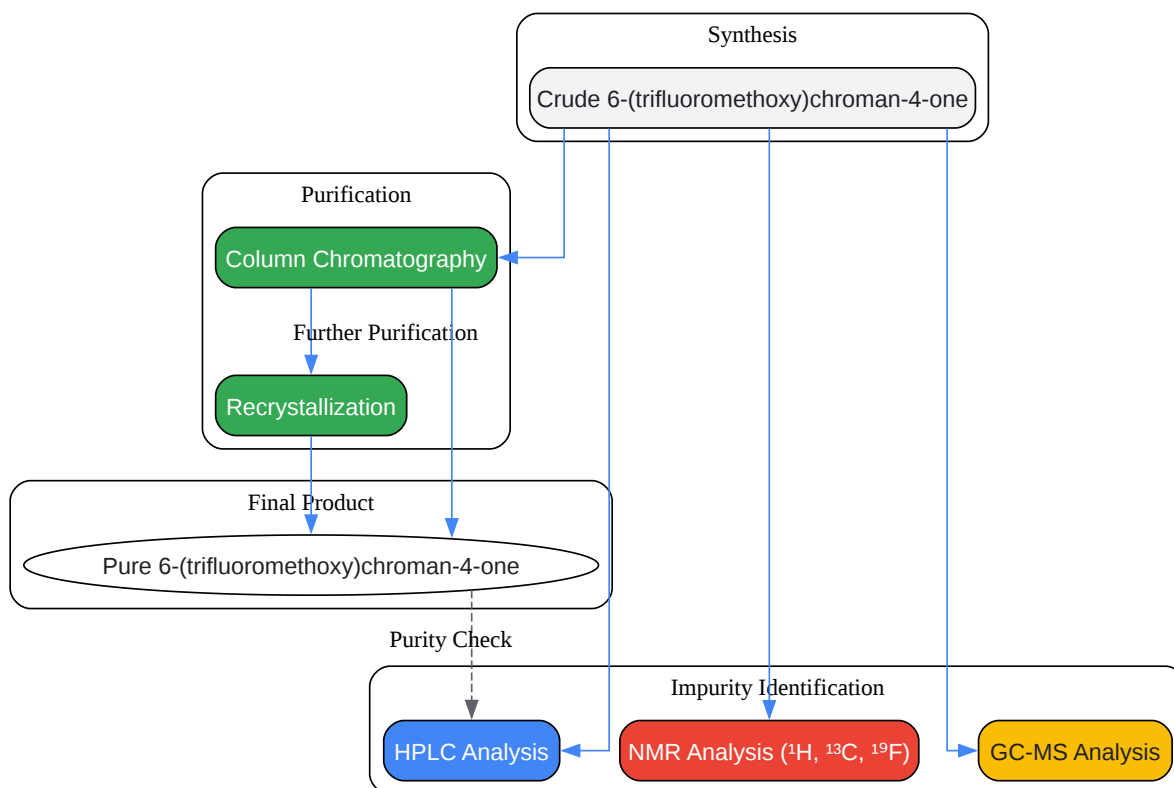 Synthesis
Crude 6-(trifluoromethoxy)chroman-4-one
Purification
Column Chromatography
Further Purification
Recrystallization
Final Product
Pure 6-(trifluoromethoxy)chroman-4-one
Purity Check
Impurity Identification
HPLC Analysis
NMR Analysis (¹H, ¹³C, ¹⁹F)
GC-MS Analysis